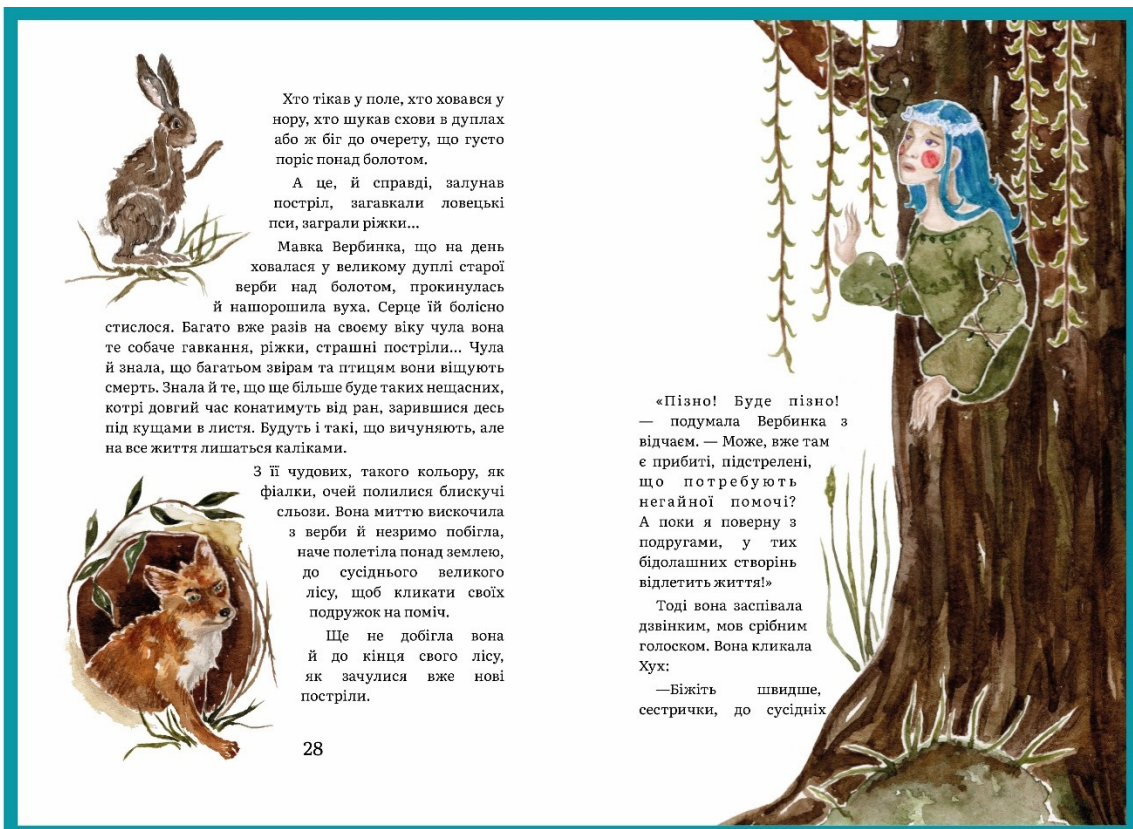 Хто тікав у поле, хто ховався у
нору, хто шукав схови в дуплах
або ж біг до очерету, що густо
поріс понад болотом.
А це, й справді, залунав
постріл, загавкали ловецькі
пси, заграли ріжки...
Мавка Вербинка, що на день
ховалася у великому дуплі старої
верби над болотом, прокинулась
й нашорошила вуха. Серце їй болісно
стислося. Багато вже разів на своєму віку чула вона
те собаче гавкання, ріжки, страшні постріли... Чула
й знала, що багатьом звірам та птицям вони віщують
смерть. Знала й те, що ще більше буде таких нещасних,
котрі довгий час конатимуть від ран, зарившися десь
під кущами в листя. Будуть і такі, що вичуняють, але
на все життя лишаться каліками.
З її чудових, такого кольору, як
фіалки, очей полилися блискучі
сльози. Вона миттю вискочила
з верби й незримо побігла,
наче полетіла понад землею,
до сусіднього великого
лісу, щоб кликати своїх
подружок на поміч.
Ще не добігла вона
й до кінця свого лісу,
як зачулися вже нові
постріли.
28
«Пізно! Буде пізно!
— подумала Вербинка з
відчаєм. — Може, вже там
є прибиті, підстрелені,
що потребують
негайної помочі?
А поки я поверну з
подругами, у тих
бідолашних створінь
відлетить життя!»
Тоді вона заспівала
дзвінким, мов срібним
голоском. Вона кликала
Хух:
—Біжіть швидше,
сестрички, до сусідніх